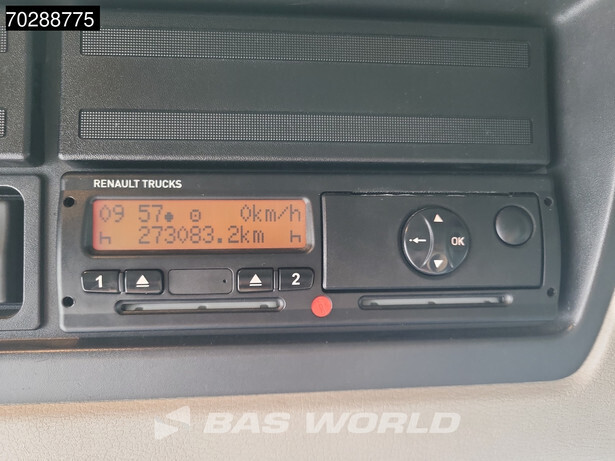 70288775
RENAULT TRUCKS
09 57 0km/h
273083.2km
1 2
OK
BAS WORLD